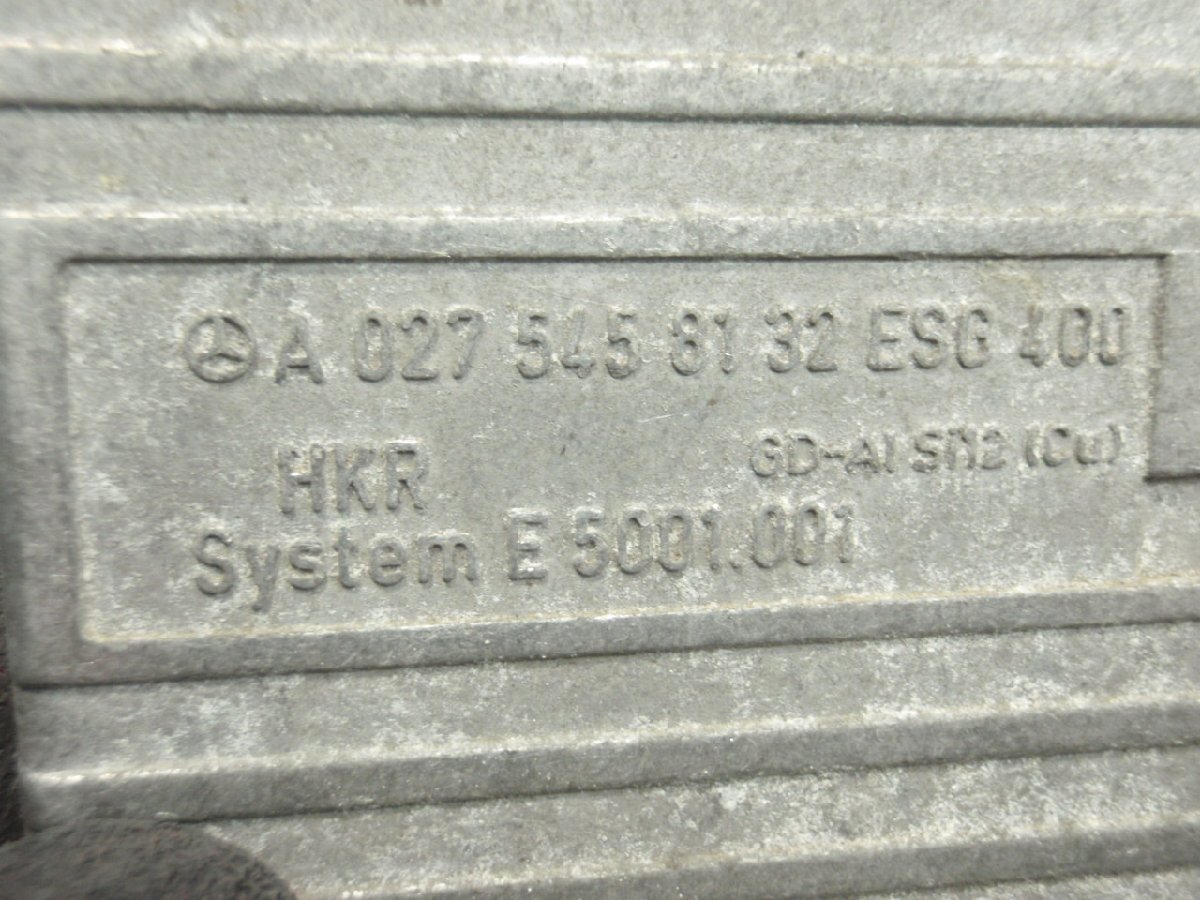 A 027 545 81 32 ESG 400
HKR GD-Al Si12 (Cu)
System E 5001.001